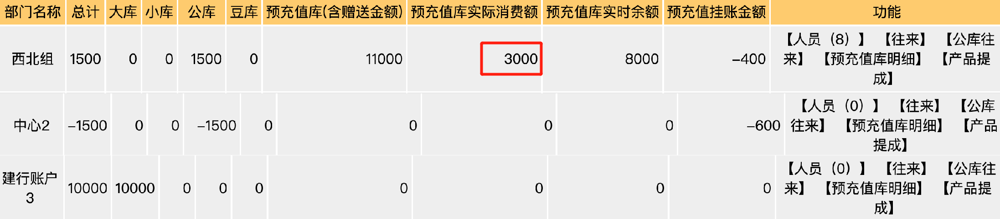 部门名称 总计 大库 小库 公库 豆库 预充值库(含赠送金额) 预充值库实际消费额 预充值库实时余额 预充值挂账金额 功能
西北组 1500 0 0 1500 0 11000 3000 8000 -400 【人员（8）】 【往来】 【公库往
来】 【预充值库明细】 【产品提
成】
中心2 -1500 0 0 -1500 0 0 0 0 -600 【人员（0）】 【往来】 【公库
往来】 【预充值库明细】 【产品
提成】
建行账户
3 10000 10000 0 0 0 0 0 0 0 【人员（0）】 【往来】 【公库往
来】 【预充值库明细】 【产品提
成】